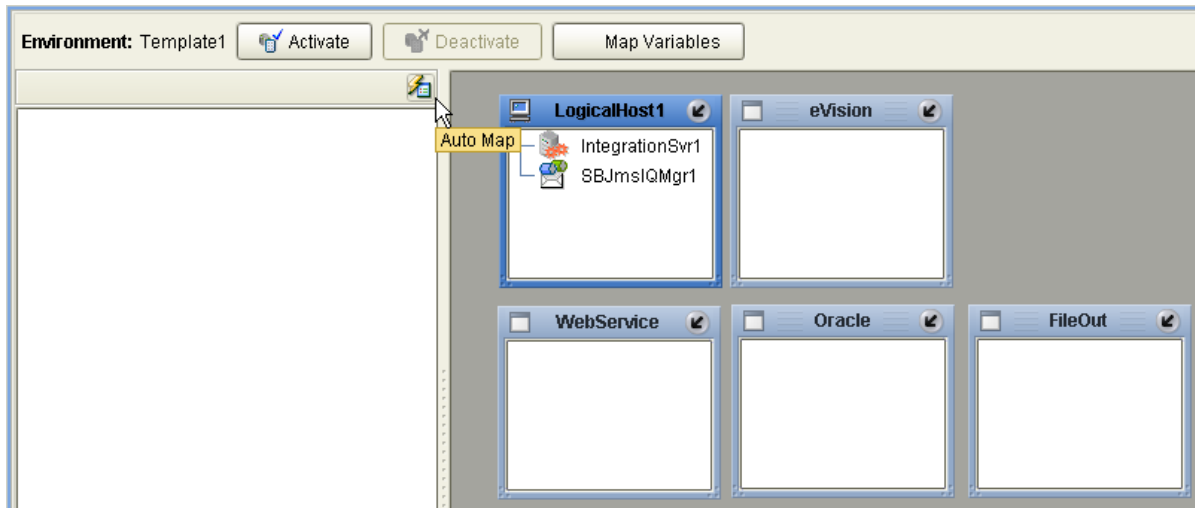 Environment: Template1 Activate Deactivate Map Variables
LogicalHost1 eVision
Auto Map IntegrationSvr1
SBJmsIQMgr1
WebService Oracle FileOut